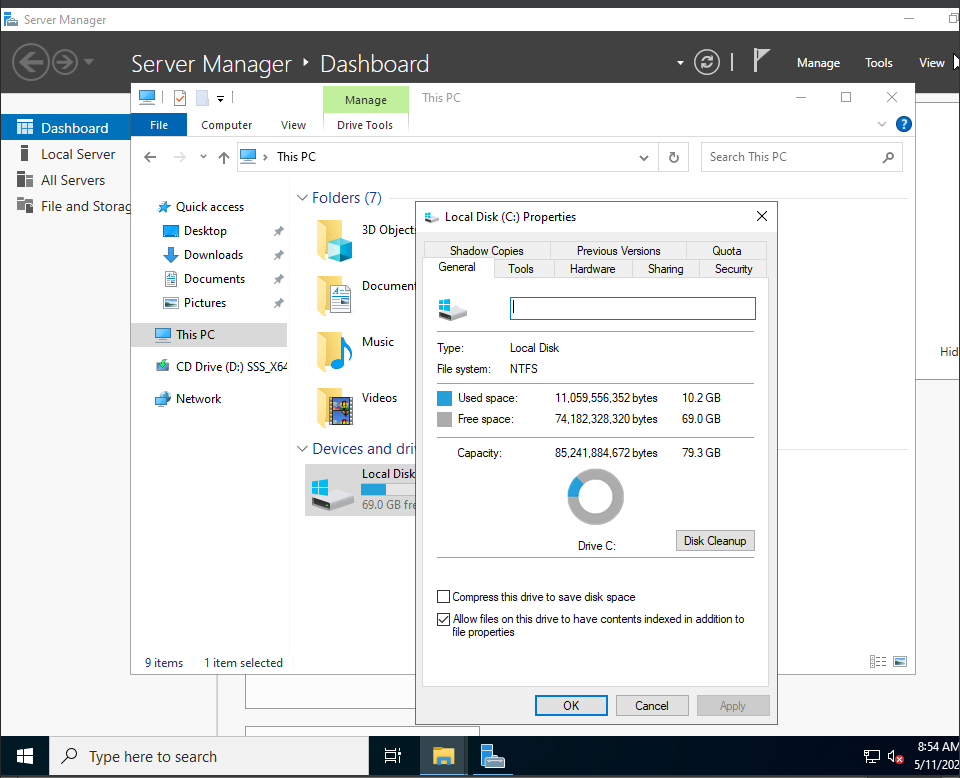 Server Manager
Server Manager ‣ Dashboard
Manage Tools View
Manage This PC
File Computer View Drive Tools
This PC
Search This PC
Dashboard
Local Server
All Servers
File and Storag
Quick access
Desktop
Downloads
Documents
Pictures
This PC
CD Drive (D:) SSS_X64
Network
Folders (7)
3D Objects
Document
Music
Videos
Devices and driv
Local Disk
69.0 GB fre
9 items 1 item selected
Hid
Local Disk (C:) Properties
Shadow Copies Previous Versions Quota
General Tools Hardware Sharing Security
Type: Local Disk
File system: NTFS
Used space: 11,059,556,352 bytes 10.2 GB
Free space: 74,182,328,320 bytes 69.0 GB
Capacity: 85,241,884,672 bytes 79.3 GB
Drive C:
Disk Cleanup
Compress this drive to save disk space
Allow files on this drive to have contents indexed in addition to
file properties
OK Cancel Apply
Type here to search
8:54 AM
5/11/202